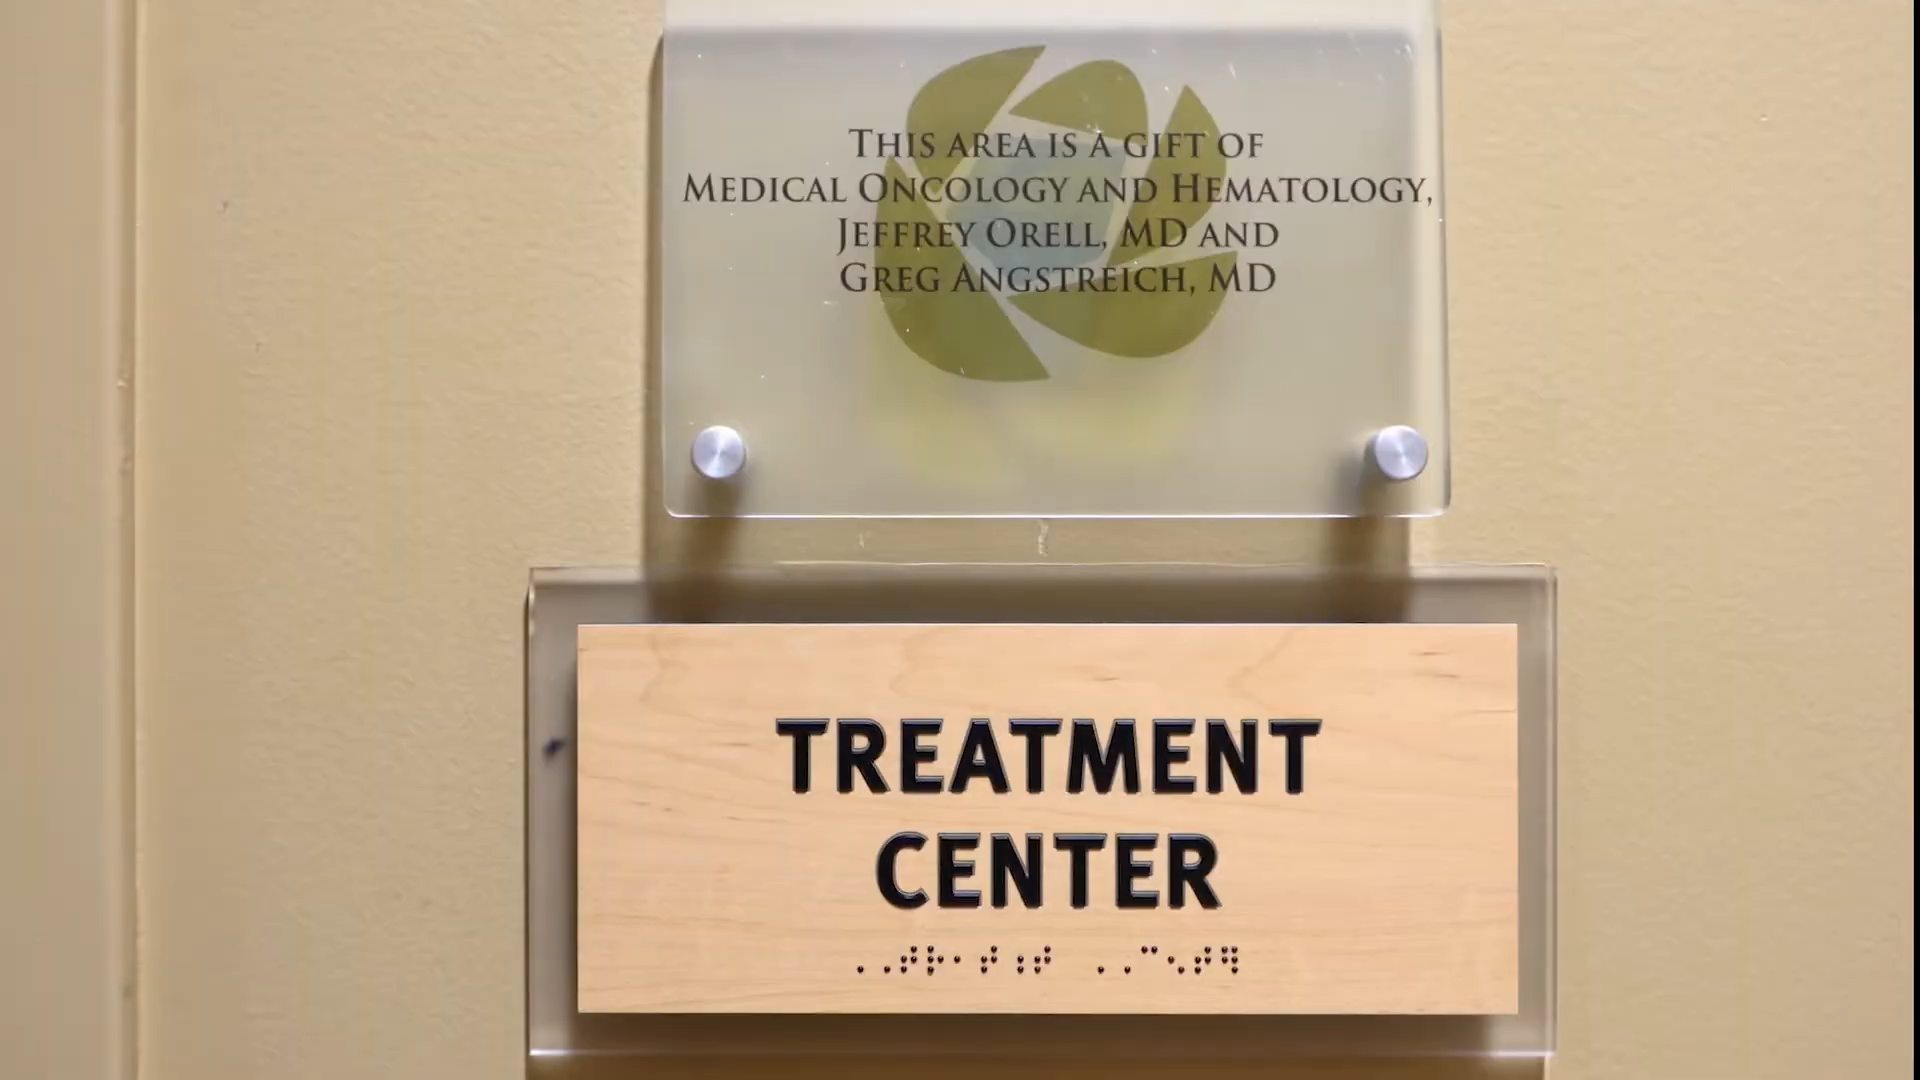 THIS AREA IS A GIFT OF
MEDICAL ONCOLOGY AND HEMATOLOGY,
JEFFREY ORELL, MD AND
GREG ANGSTREICH, MD
TREATMENT
CENTER